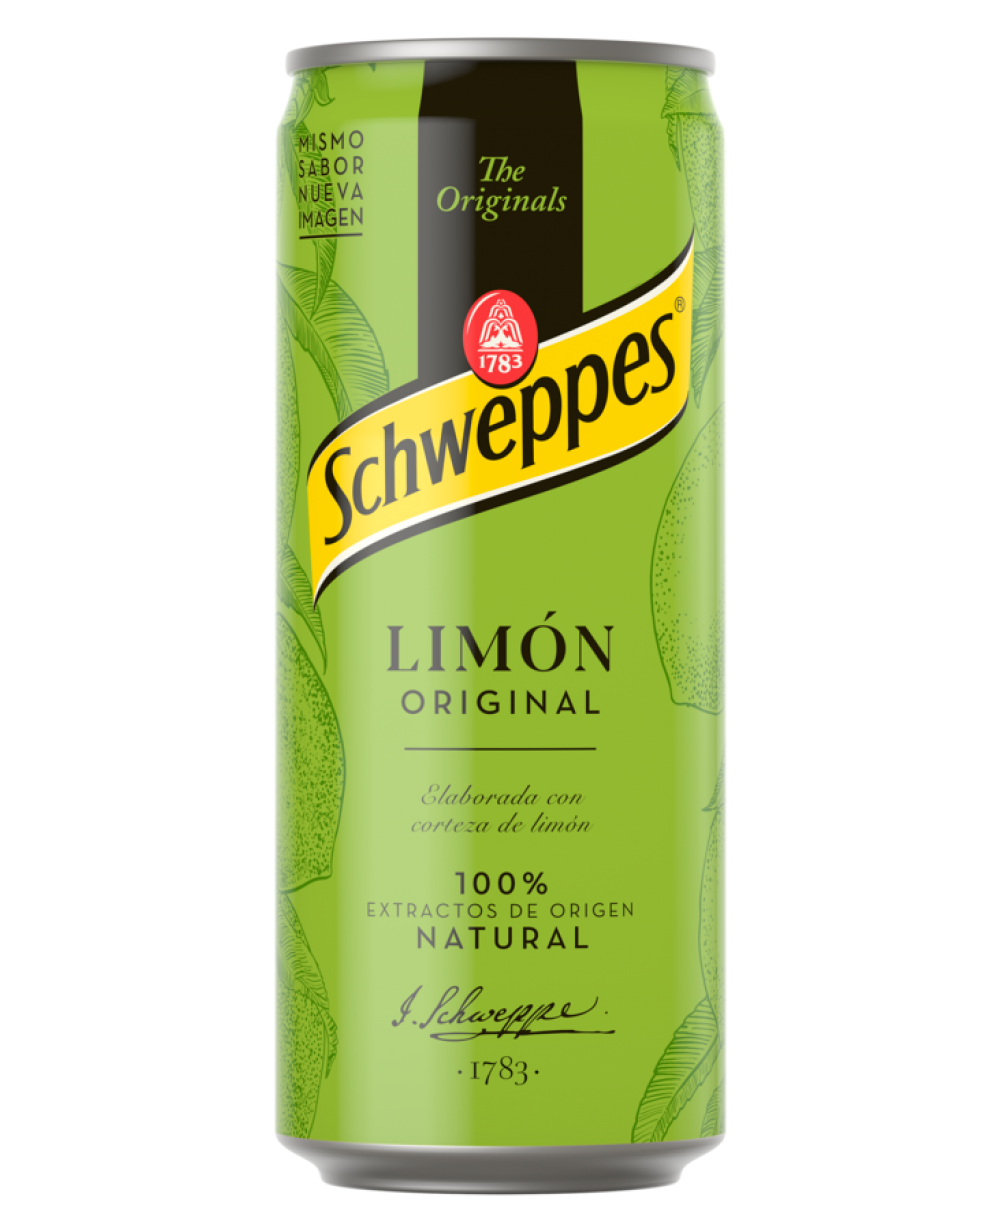 MISMO
SABOR
NUEVA
IMAGEN
The
Originals
1783
Schweppes®
LIMÓN
ORIGINAL
Elaborada con
corteza de limón
100%
EXTRACTOS DE ORIGEN
NATURAL
J. Schweppe.
·1783·